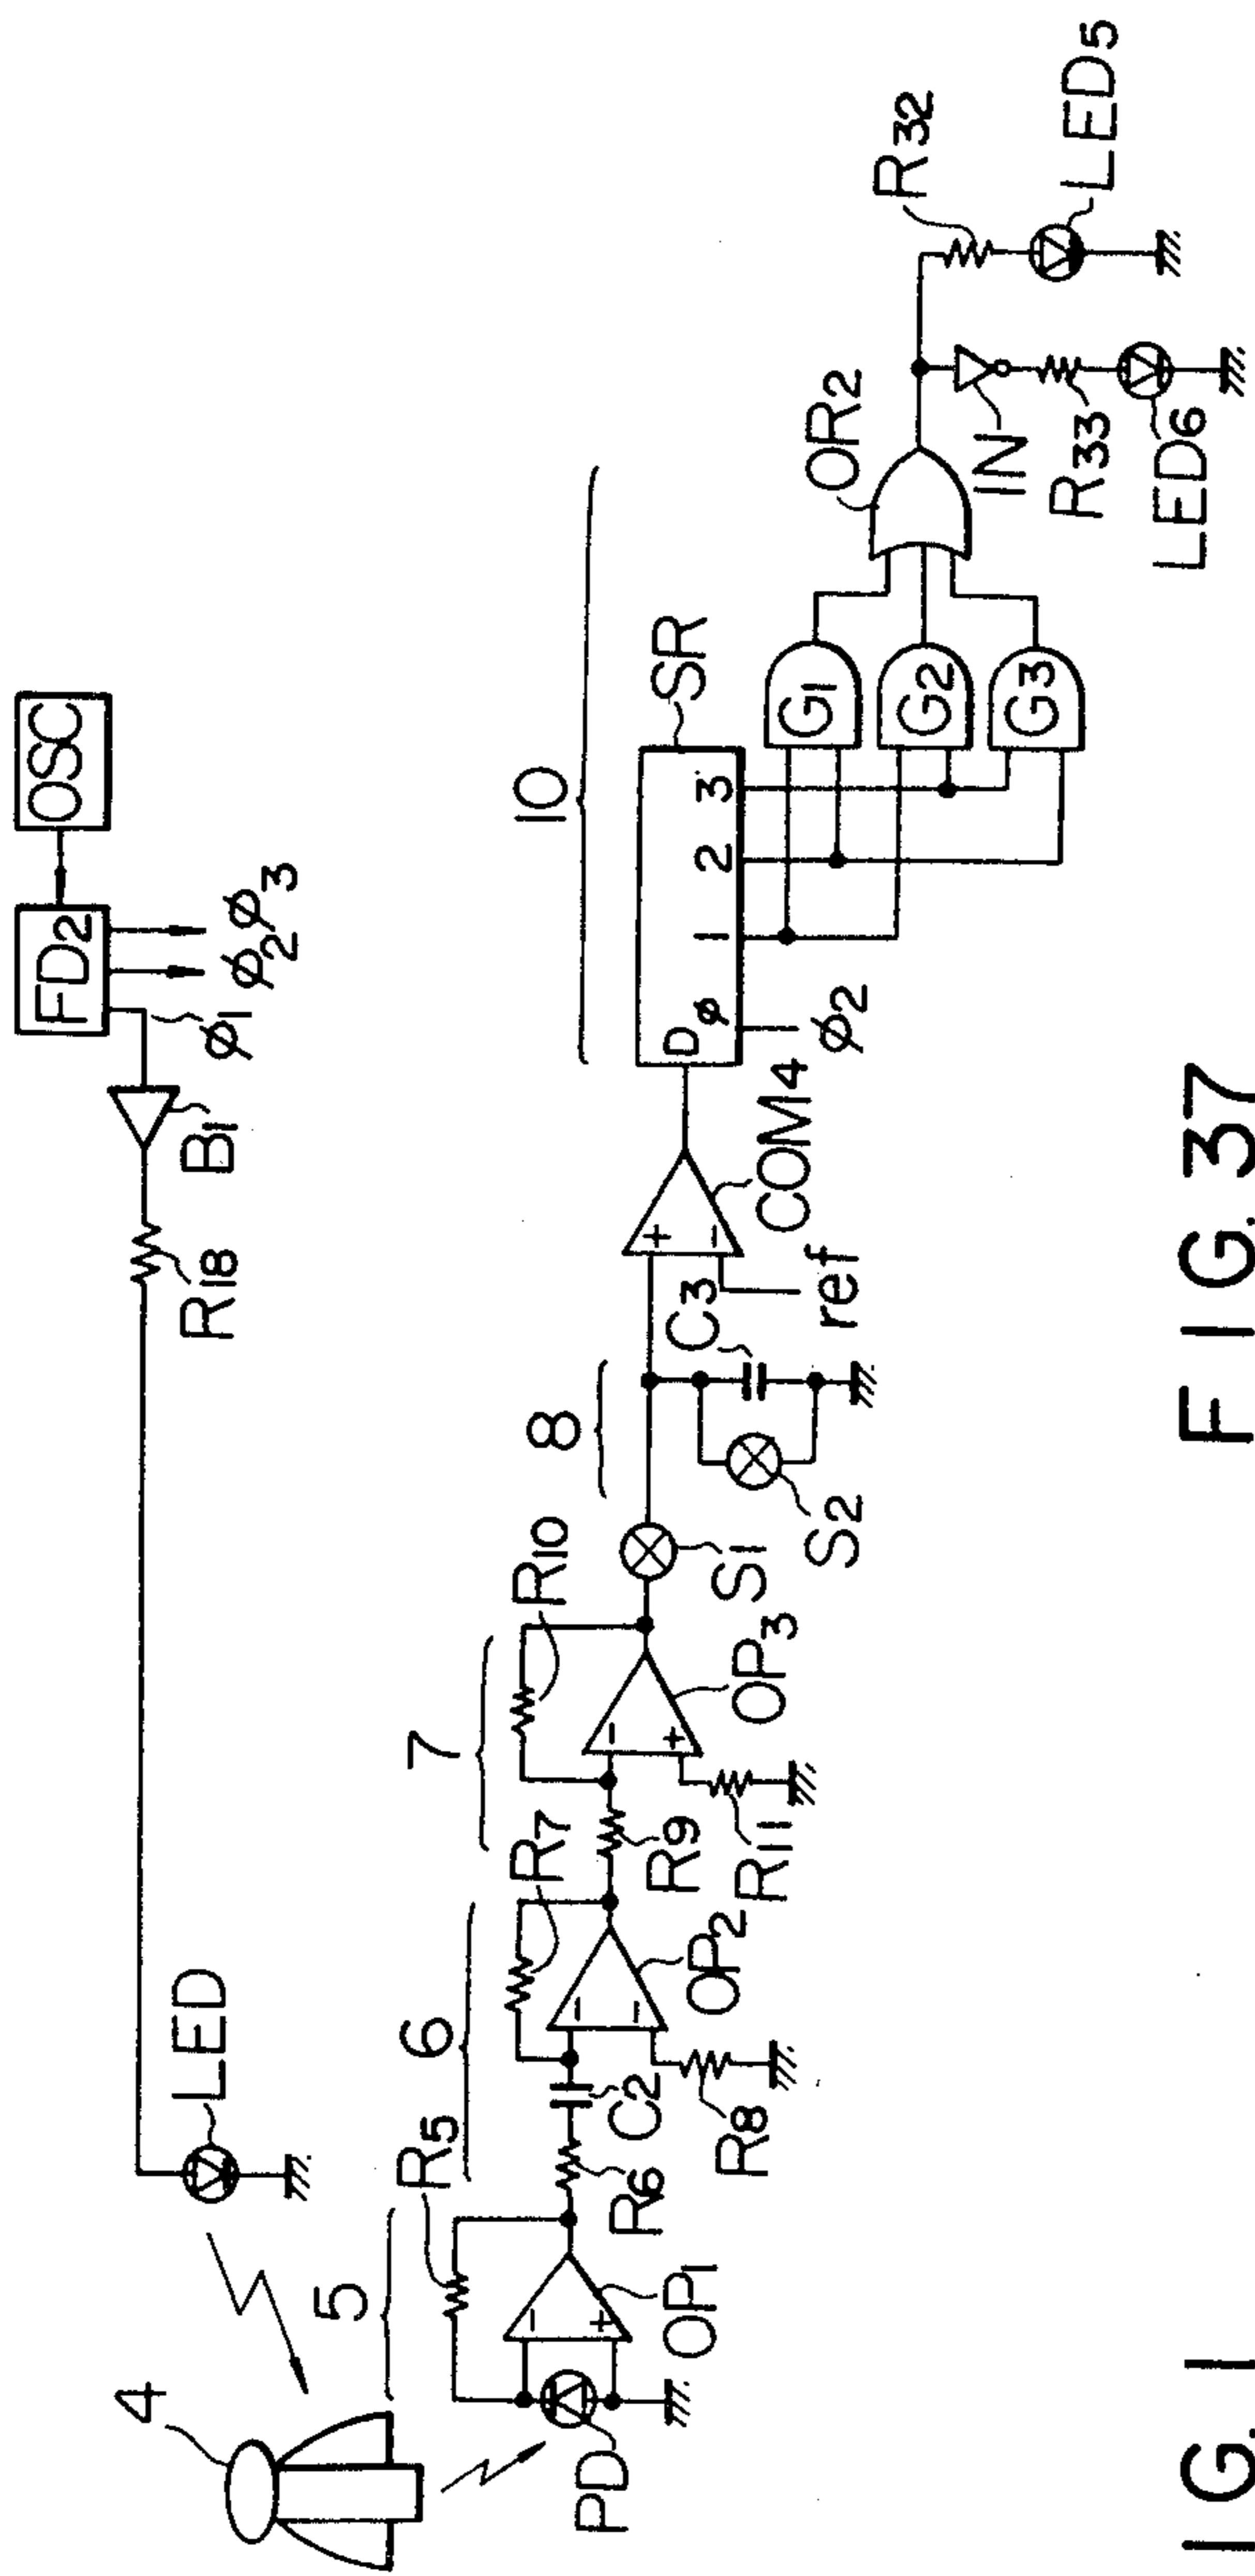 OSC
FD2
φ1
φ2
φ3
B1
R18
LED
4
5
R5
PD
OP1
6
R6
C2
R7
R8
OP2
7
R9
R10
R11
OP3
8
S1
S2
C3
ref
COM4
10
SR
D
φ
1
2
3
φ2
G1
G2
G3
OR2
IN
R32
R33
LED5
LED6
+
-
-
+
-
-
-
+
+
-
FIG. 37
IG. 1